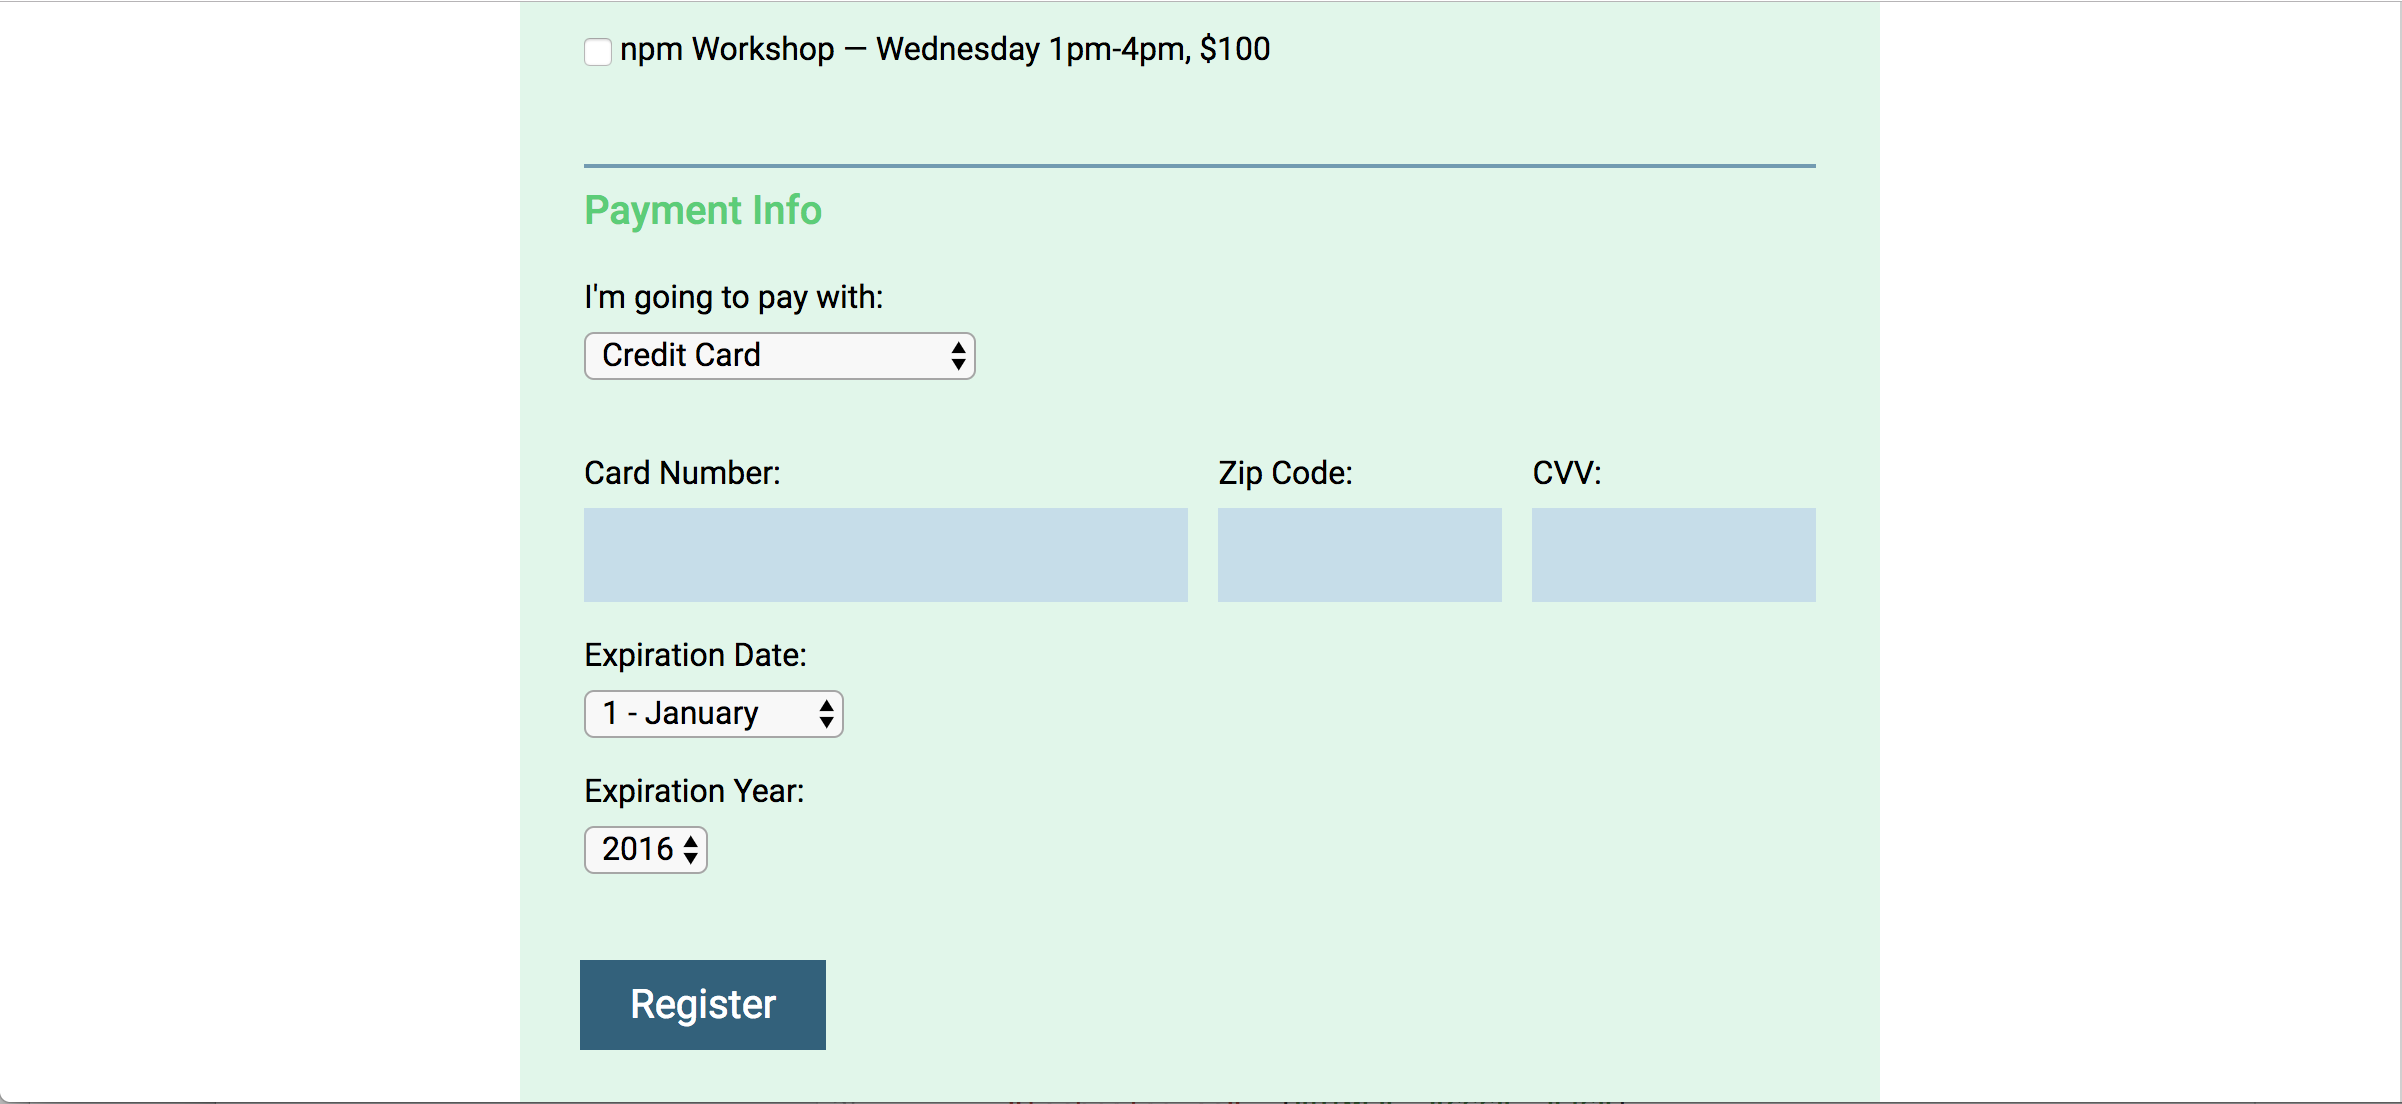 npm Workshop — Wednesday 1pm-4pm, $100
Payment Info
I'm going to pay with:
Credit Card
Card Number:
Zip Code:
CVV:
Expiration Date:
1 - January
Expiration Year:
2016
Register